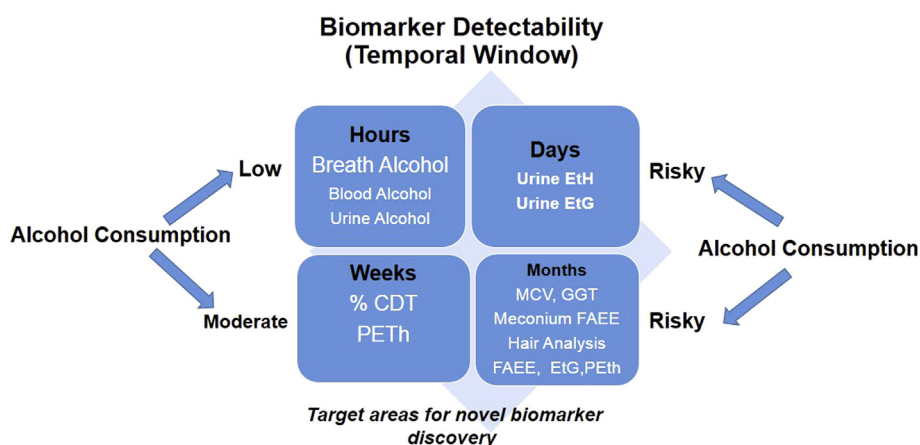 Biomarker Detectability
(Temporal Window)
Hours
Breath Alcohol
Blood Alcohol
Urine Alcohol
Days
Urine EtH
Urine EtG
Low
Risky
Alcohol Consumption
Alcohol Consumption
Weeks
% CDT
PETh
Months
MCV, GGT
Meconium FAEE
Hair Analysis
FAEE, EtG,PEth
Moderate
Risky
Target areas for novel biomarker
discovery